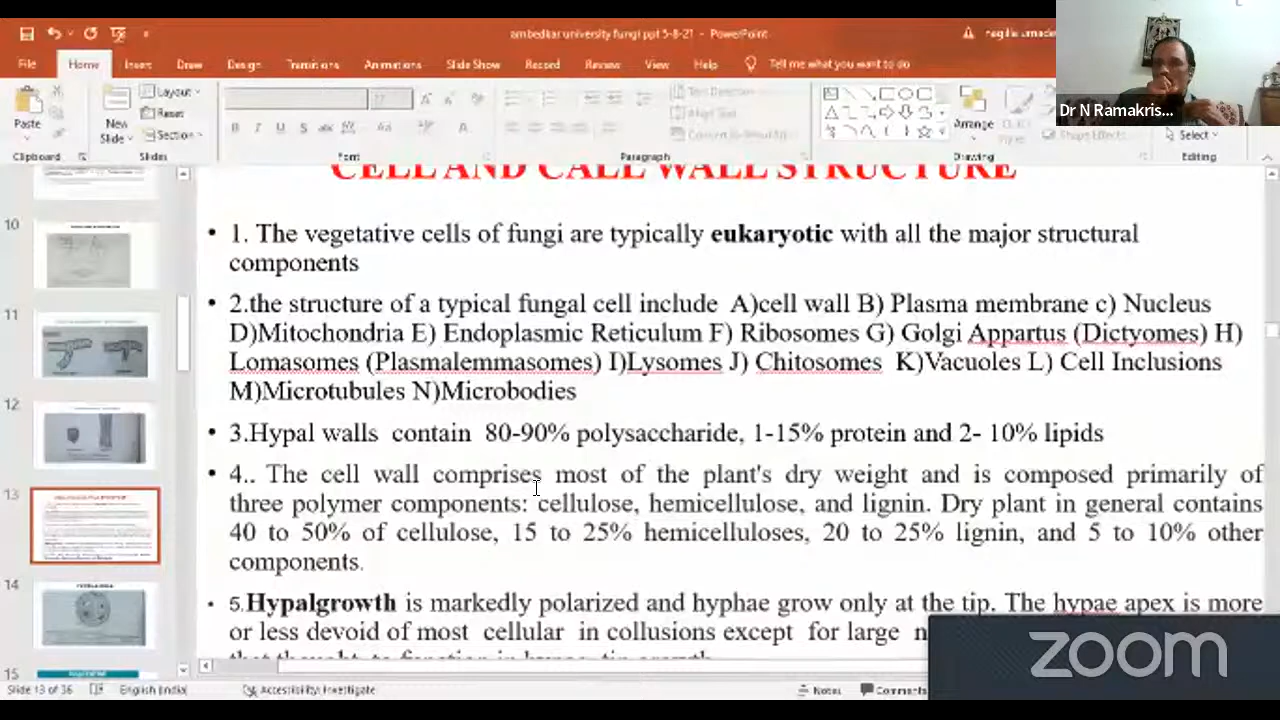 ambedkar university fungi ppt 5-8-21 - PowerPoint
File Home Insert Draw Design Transitions Animations Slide Show Record Review View Help Tell me what you want to do
Dr N Ramakris...
Paste
New
Slide
Layout
Reset
Section
Arrange
Shape Effects
Select
Clipboard
Slides
Font
Paragraph
Drawing
Editing
CELL AND CALL WALL STRUCTURE
• 1. The vegetative cells of fungi are typically eukaryotic with all the major structural
components
• 2.the structure of a typical fungal cell include A)cell wall B) Plasma membrane c) Nucleus
D)Mitochondria E) Endoplasmic Reticulum F) Ribosomes G) Golgi Appartus (Dictyomes) H)
Lomasomes (Plasmalemmasomes) I)Lysomes J) Chitosomes K)Vacuoles L) Cell Inclusions
M)Microtubules N)Microbodies
• 3.Hypal walls contain 80-90% polysaccharide, 1-15% protein and 2- 10% lipids
• 4.. The cell wall comprises most of the plant's dry weight and is composed primarily of
three polymer components: cellulose, hemicellulose, and lignin. Dry plant in general contains
40 to 50% of cellulose, 15 to 25% hemicelluloses, 20 to 25% lignin, and 5 to 10% other
components.
• 5.Hypalgrowth is markedly polarized and hyphae grow only at the tip. The hypae apex is more
or less devoid of most cellular in collusions except for large
10
11
12
13
14
15
zoom
Slide 13 of 36
English (India)
Accessibility: Investigate
Notes
Comments